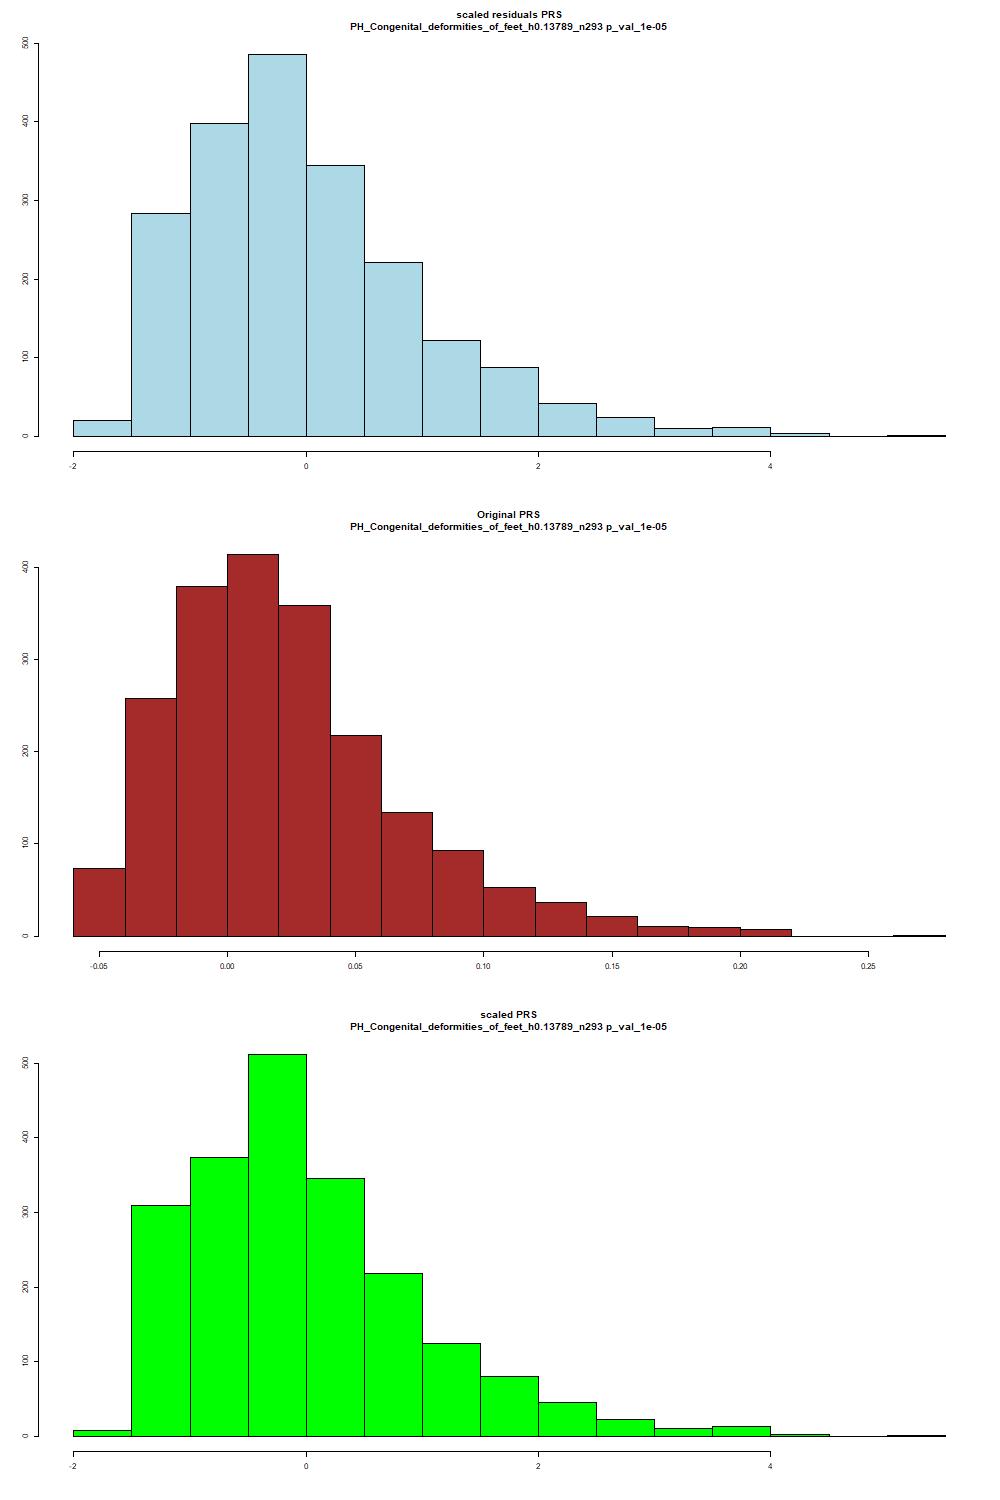 scaled residuals PRS
PH_Congenital_deformities_of_feet_h0.13789_n293 p_val_1e-05
500
400
300
200
100
0
-2 0 2 4
Original PRS
PH_Congenital_deformities_of_feet_h0.13789_n293 p_val_1e-05
400
300
200
100
0
-0.05 0.00 0.05 0.10 0.15 0.20 0.25
scaled PRS
PH_Congenital_deformities_of_feet_h0.13789_n293 p_val_1e-05
500
400
300
200
100
0
-2 0 2 4